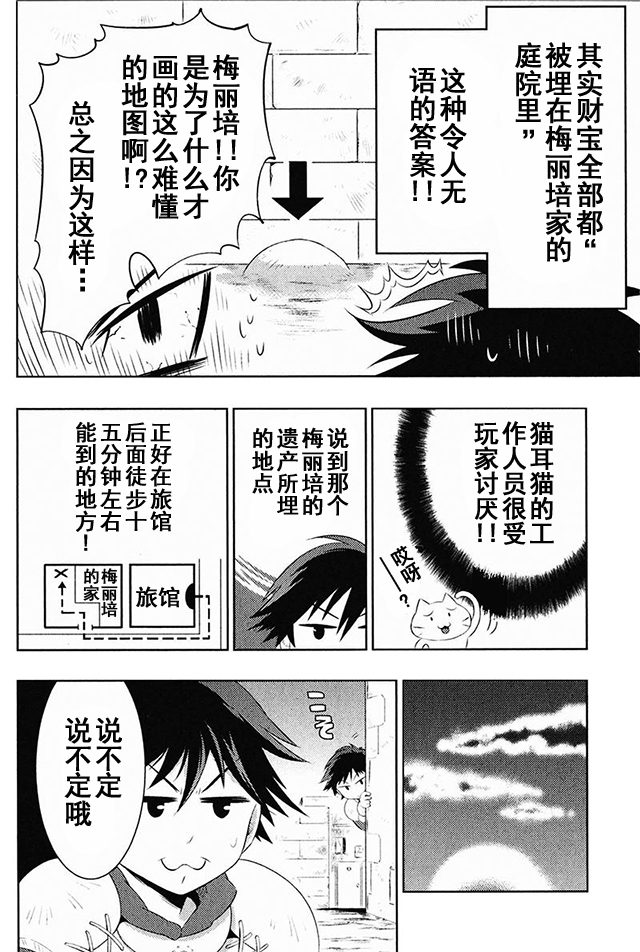 其实财宝全部都“
被埋在梅丽培家的
庭院里”
这种令人无
语的答案!!
梅丽培!!你
是为了什么才
画的这么难懂
的地图啊!?
总之因为这样…
猫耳猫的工
作人员很受
玩家讨厌!!
哎呀?
说到那个
梅丽培的
遗产所埋
的地点
正好在旅馆
后面徒步十
五分钟左右
能到的地方!
旅馆
梅丽培
的家
×
こそ
说不定
说不定哦